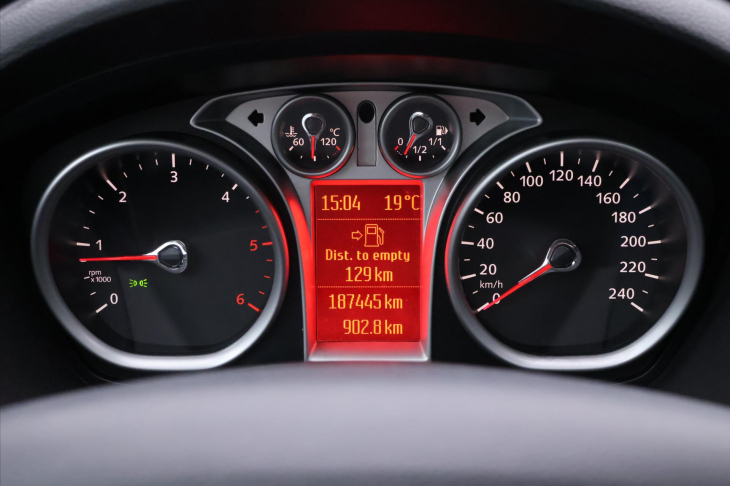 60 120 °C
0 1/2 1/1
0 1 2 3 4 5 6
rpm
x1000
15:04 19°C
Dist. to empty
129 km
187445 km
902.8 km
0 20 40 60 80 100 120 140 160 180 200 220 240
km/h